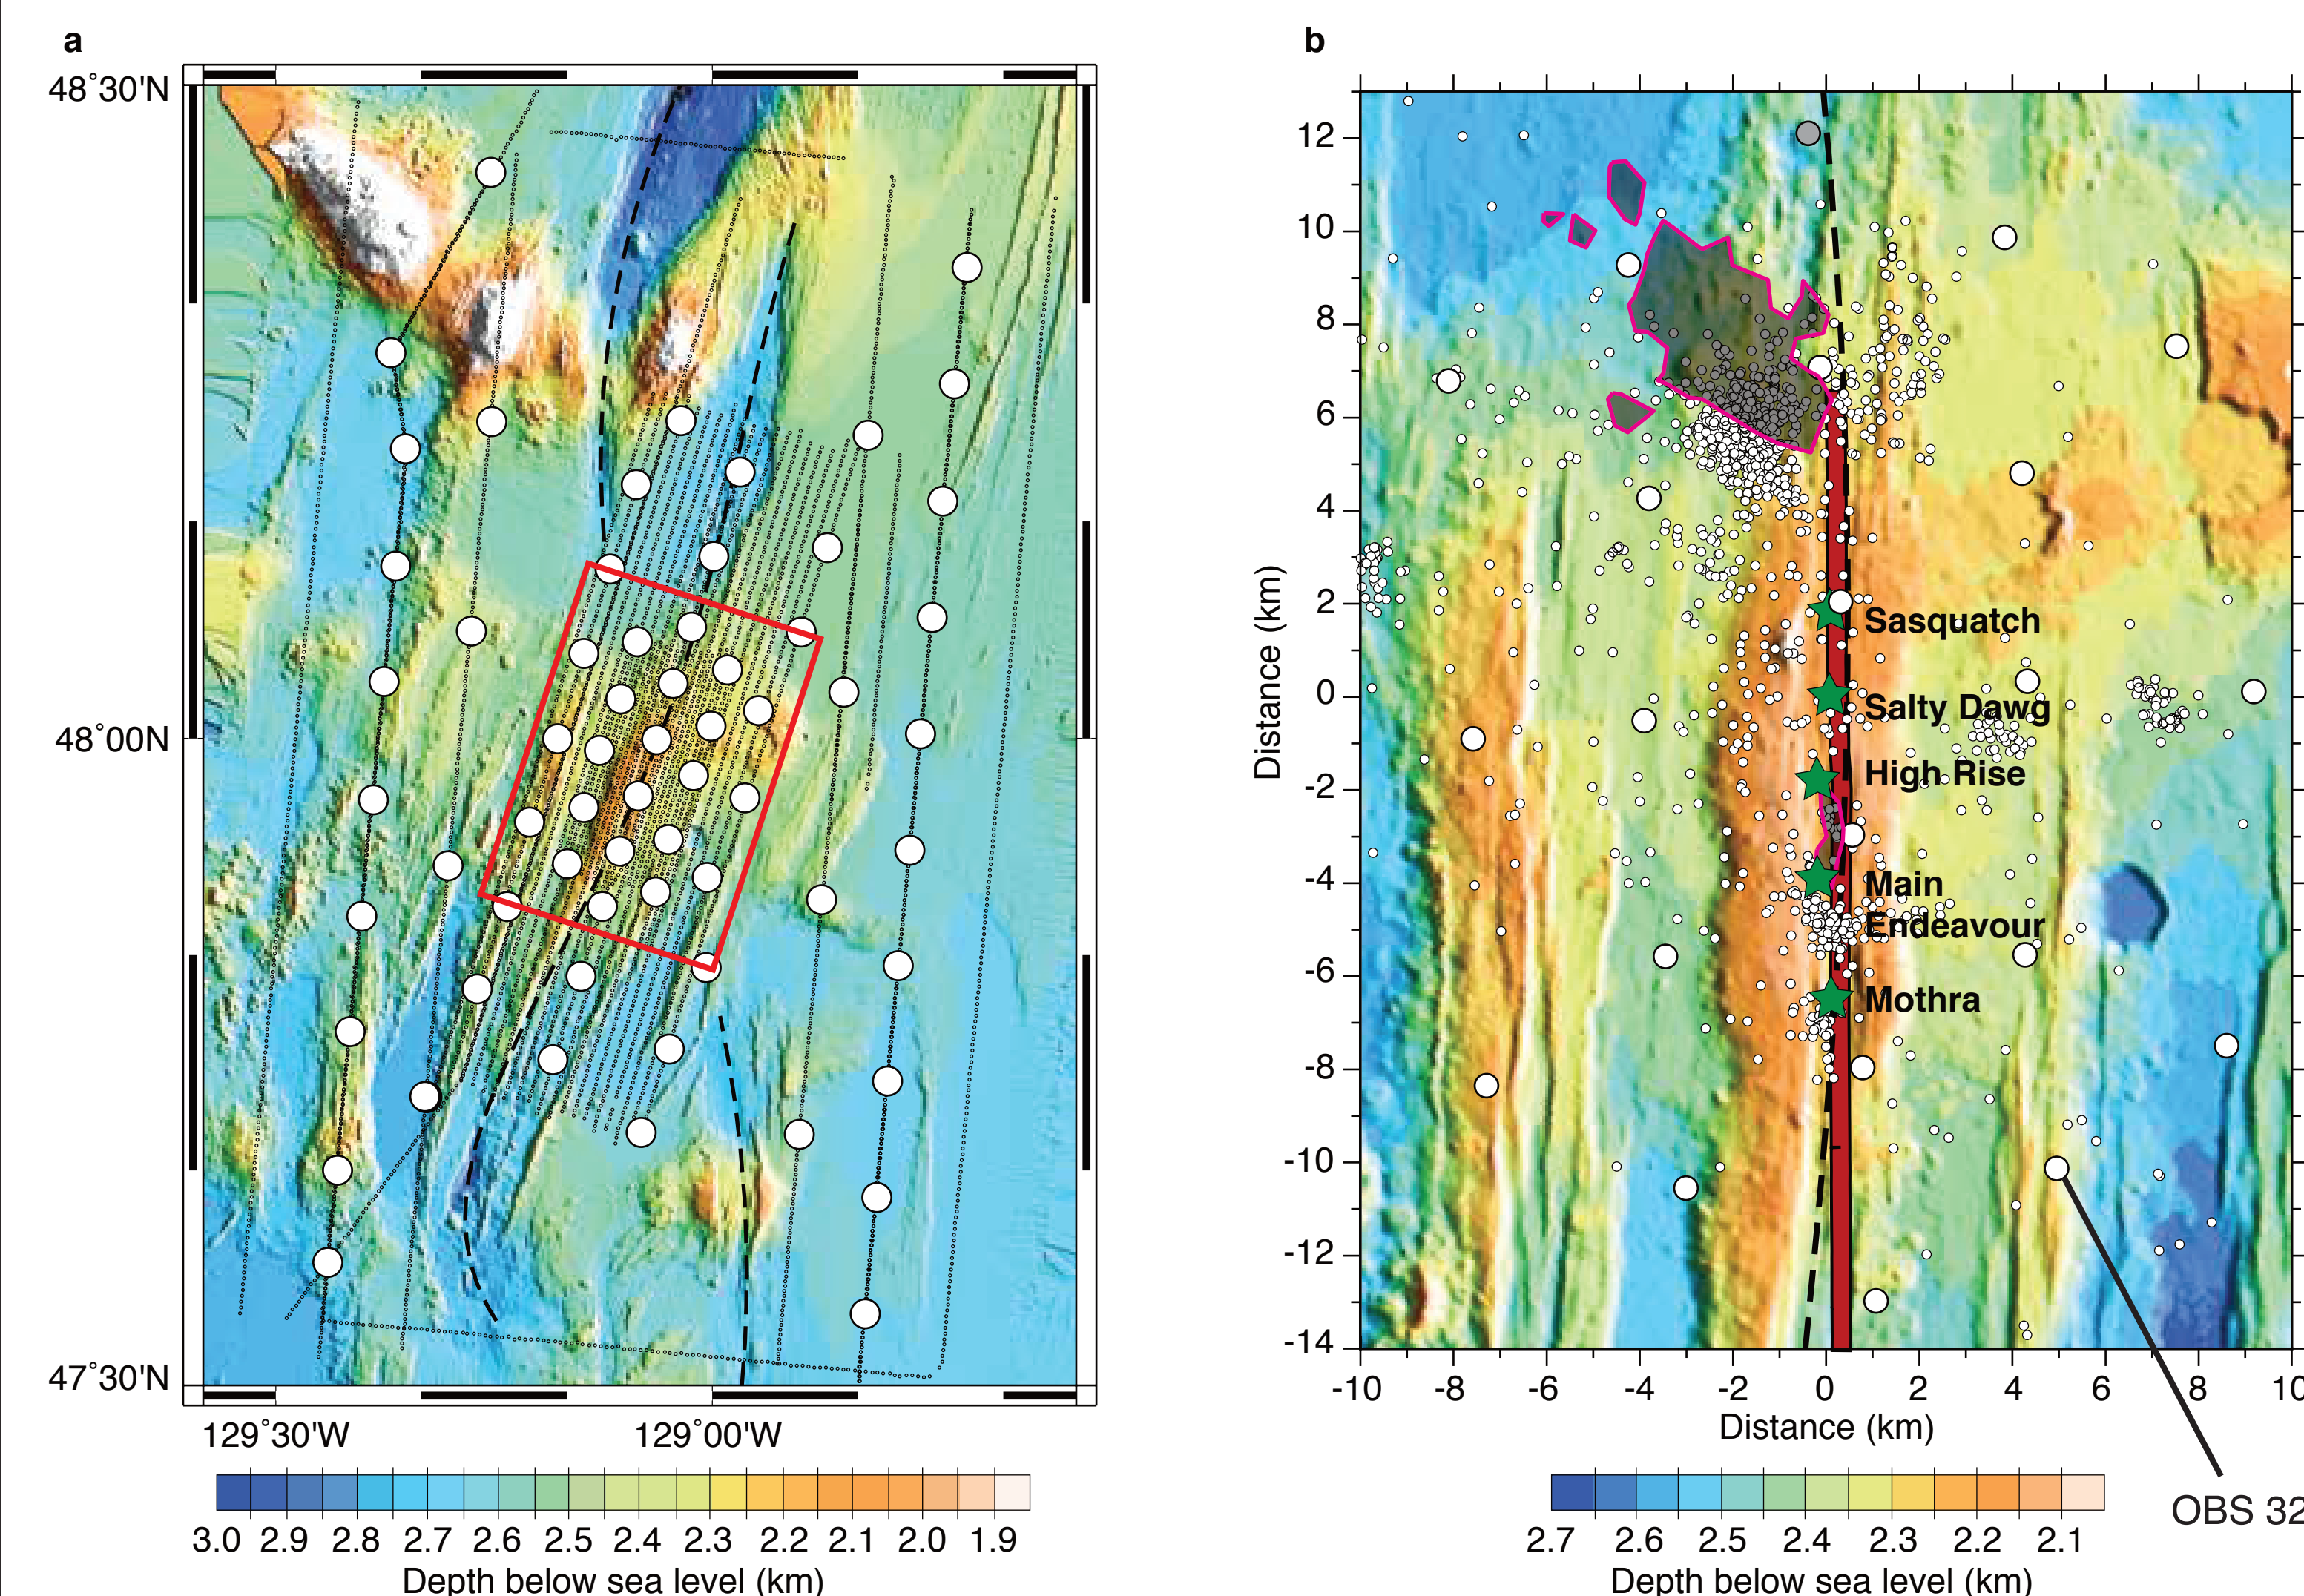 a
48˚30'N
48˚00N
47˚30'N
129˚30'W
129˚00'W
3.0 2.9 2.8 2.7 2.6 2.5 2.4 2.3 2.2 2.1 2.0 1.9
Depth below sea level (km)
b
Distance (km)
12
10
8
6
4
2
0
-2
-4
-6
-8
-10
-12
-14
Sasquatch
Salty Dawg
High Rise
Main
Endeavour
Mothra
-10 -8 -6 -4 -2 0 2 4 6 8 10
Distance (km)
OBS 32
2.7 2.6 2.5 2.4 2.3 2.2 2.1
Depth below sea level (km)